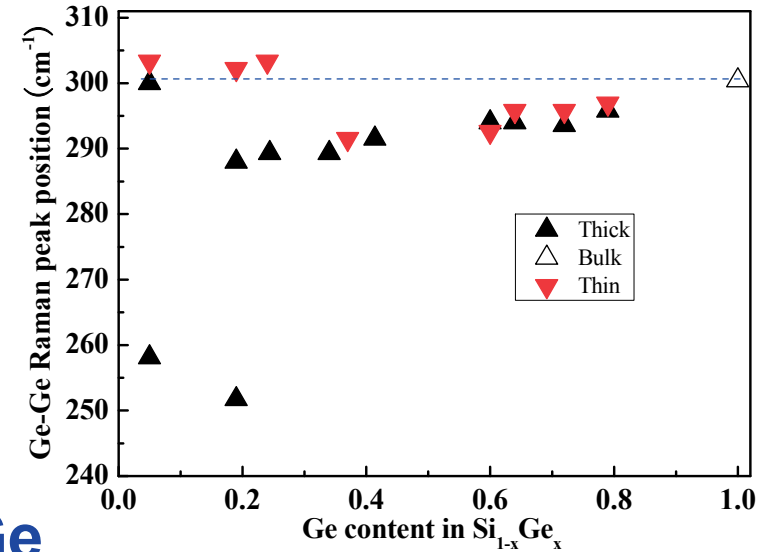 Ge-Ge Raman peak position (cm⁻¹)
310
300
290
280
270
260
250
240
Thick
Bulk
Thin
0.0 0.2 0.4 0.6 0.8 1.0
Ge content in Si₁₋ₓGeₓ
Ge